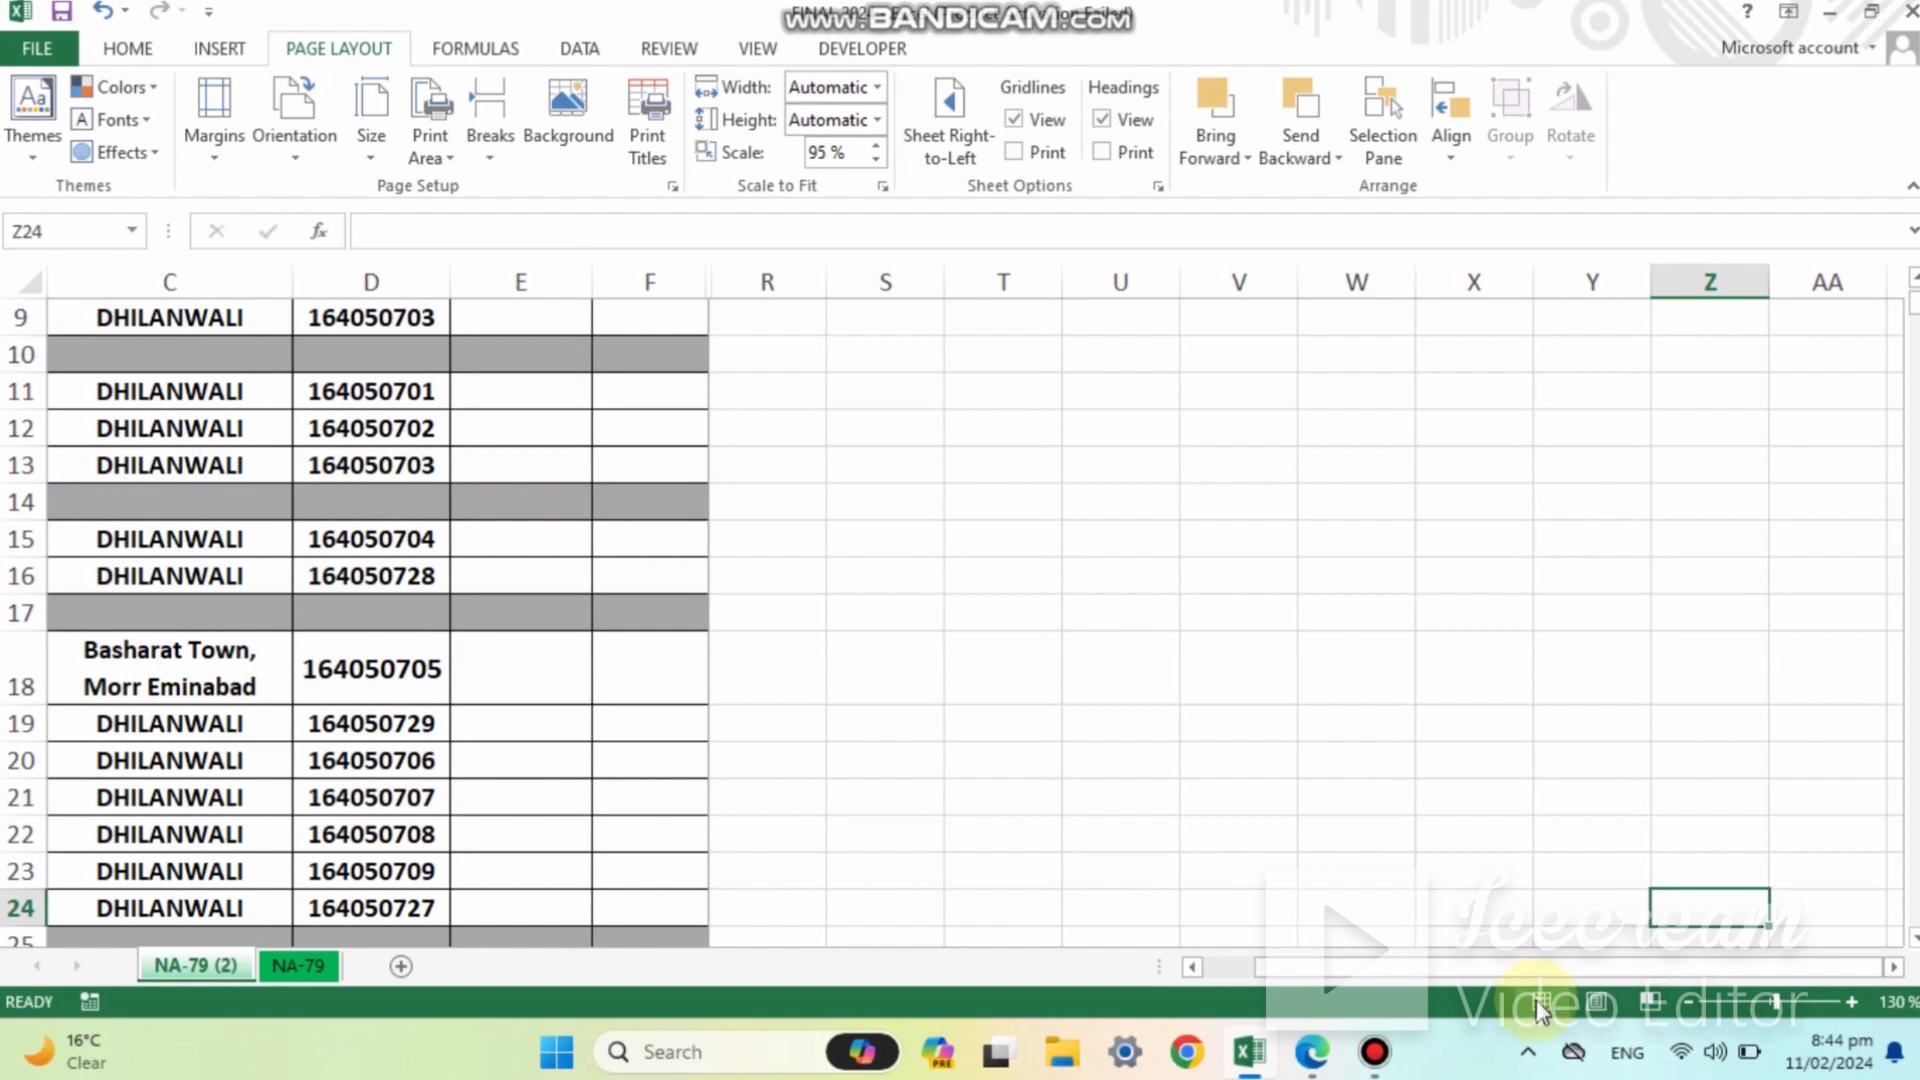 www.BANDICAM.com
FILE HOME INSERT PAGE LAYOUT FORMULAS DATA REVIEW VIEW DEVELOPER Microsoft account
Themes Colors Fonts Effects
Margins Orientation Size Print Area Breaks Background Print Titles
Width: Automatic
Height: Automatic
Scale: 95 %
Sheet Right-to-Left
Gridlines View Print
Headings View Print
Bring Forward Send Backward Selection Pane Align Group Rotate
Themes Page Setup Scale to Fit Sheet Options Arrange
Z24 fx
C D E F R S T U V W X Y Z AA
9 DHILANWALI 164050703
10
11 DHILANWALI 164050701
12 DHILANWALI 164050702
13 DHILANWALI 164050703
14
15 DHILANWALI 164050704
16 DHILANWALI 164050728
17
18 Basharat Town, Morr Eminabad 164050705
19 DHILANWALI 164050729
20 DHILANWALI 164050706
21 DHILANWALI 164050707
22 DHILANWALI 164050708
23 DHILANWALI 164050709
24 DHILANWALI 164050727
25
NA-79 (2) NA-79
Icecream
Video Editor
READY 130 %
16°C
Clear
Search
PRE
ENG
8:44 pm
11/02/2024